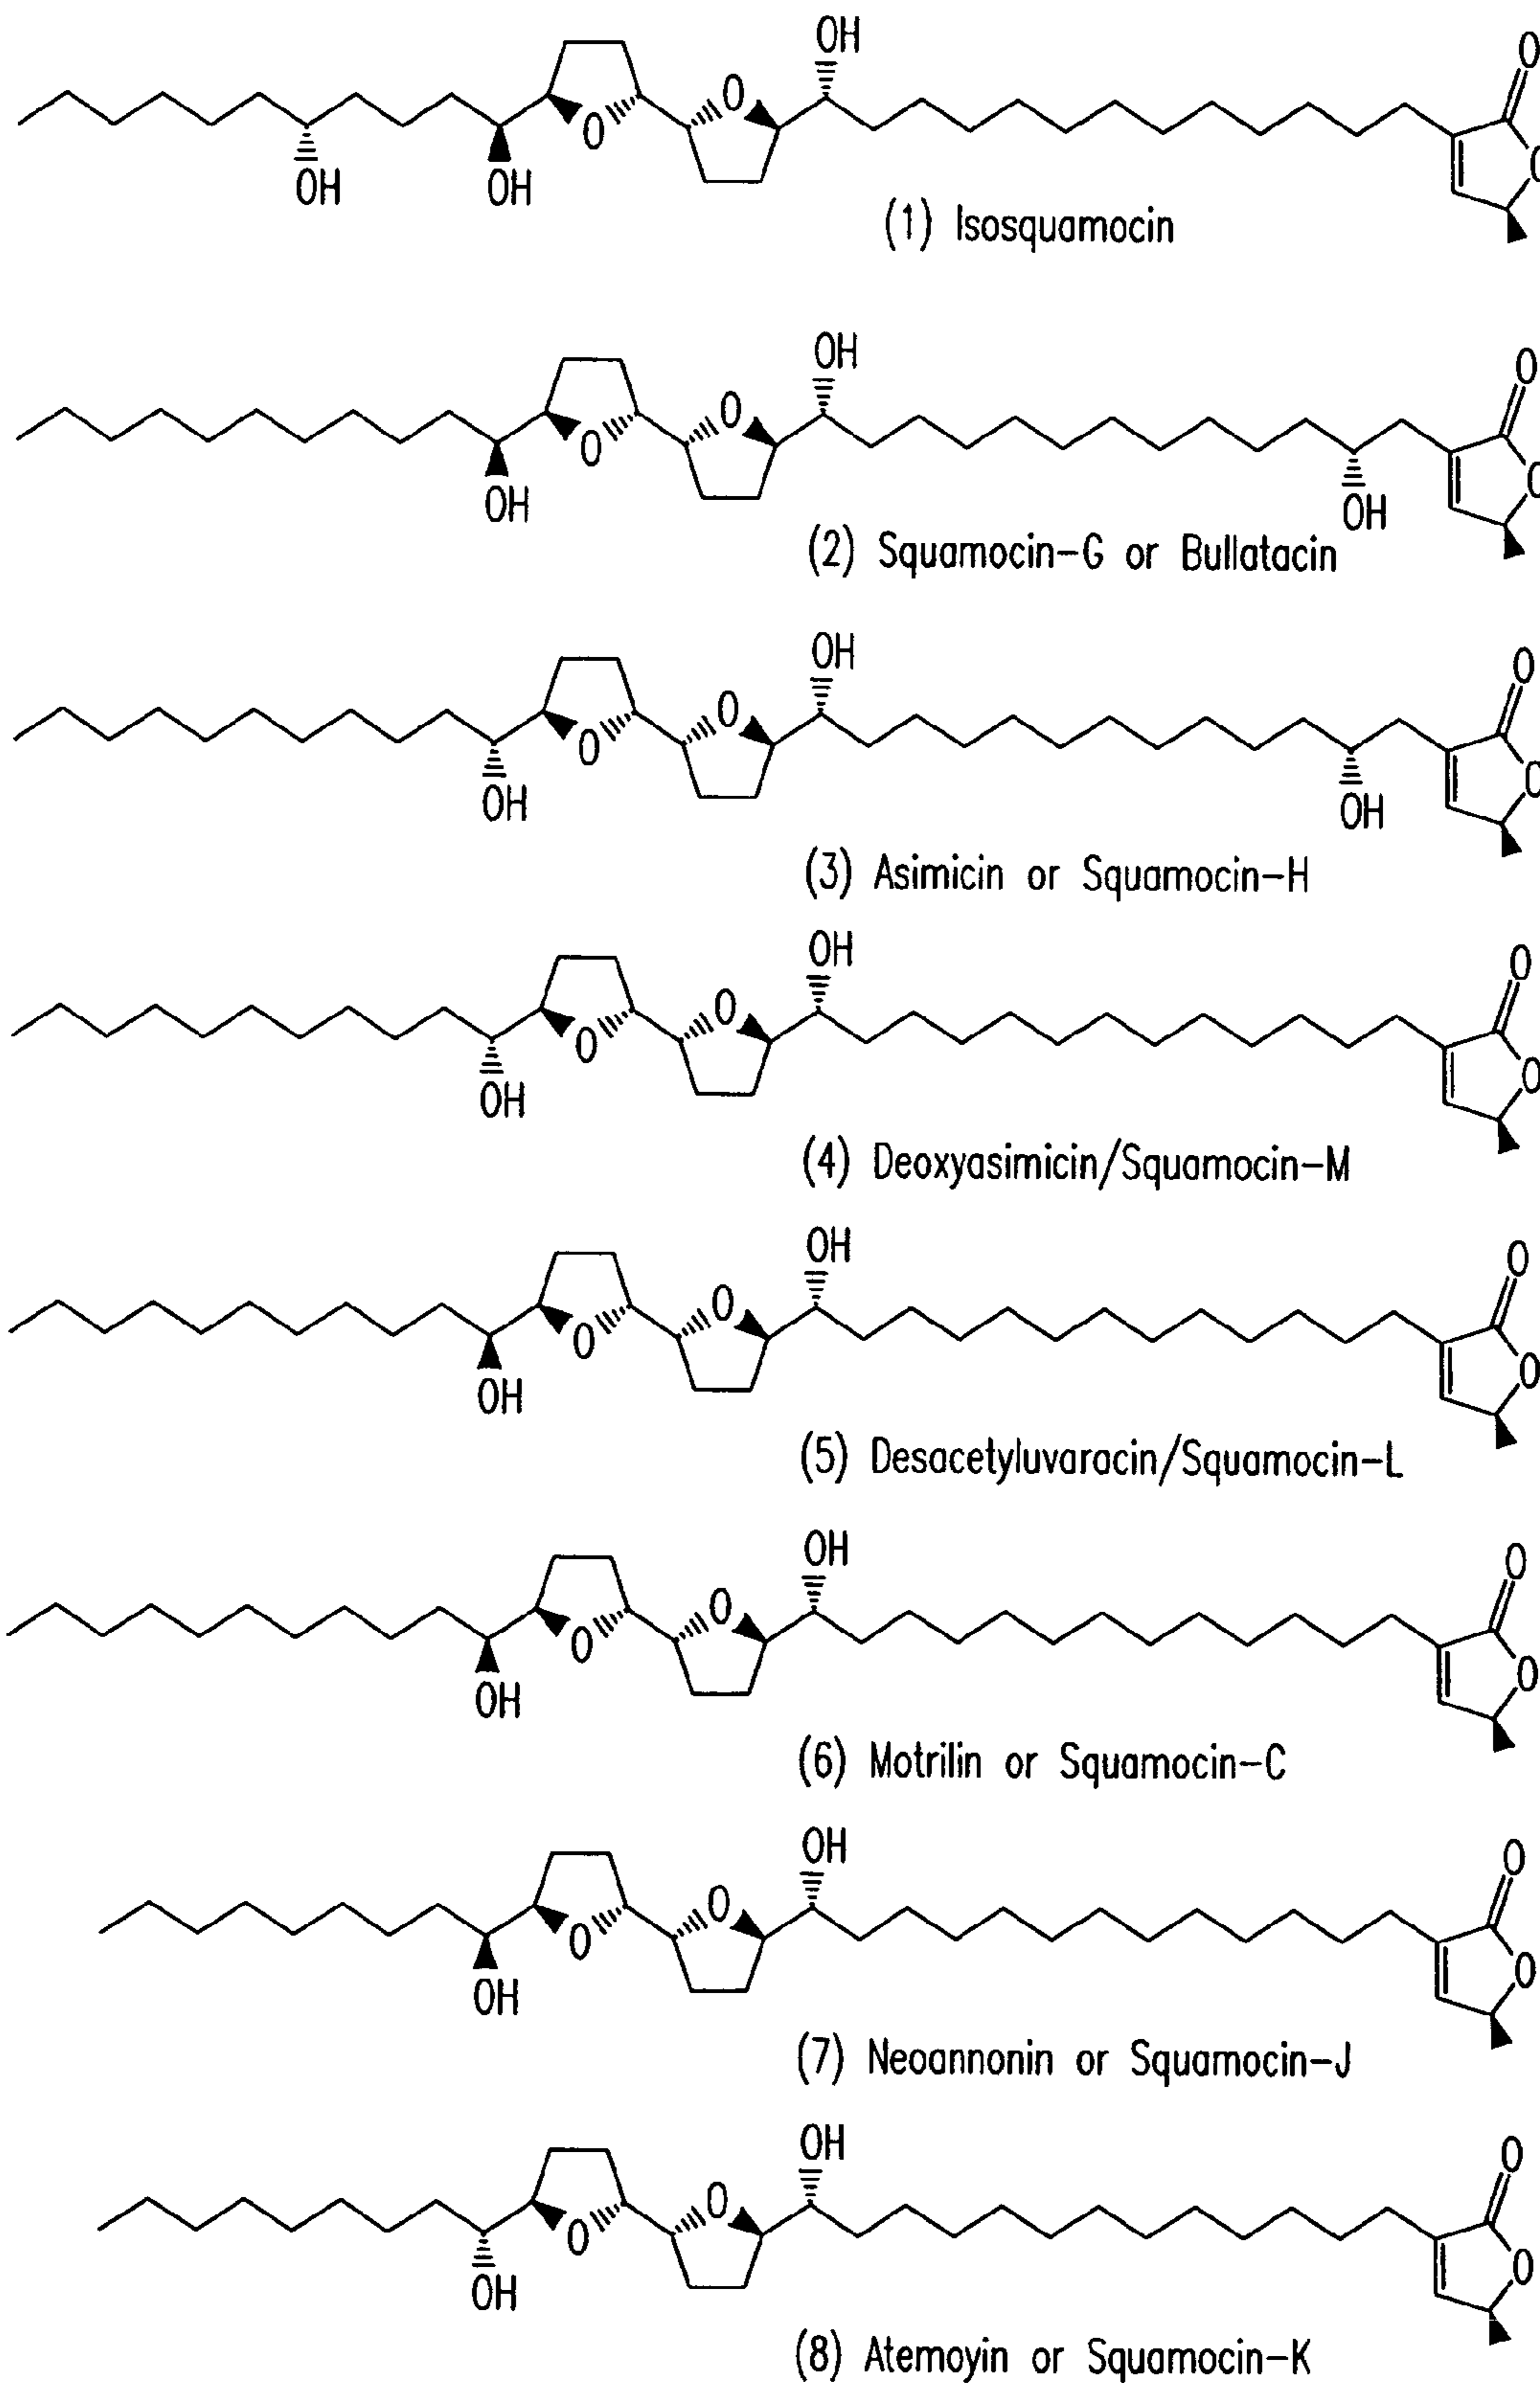 OH
O
O
O
O
OH
OH
(1) Isosquamocin
OH
O
O
O
O
OH
OH
(2) Squamocin-G or Bullatacin
OH
O
O
O
O
OH
OH
(3) Asimicin or Squamocin-H
OH
O
O
O
O
OH
(4) Deoxyasimicin/Squamocin-M
OH
O
O
O
O
OH
(5) Desacetyluvaracin/Squamocin-L
OH
O
O
O
O
OH
(6) Motrilin or Squamocin-C
OH
O
O
O
O
OH
(7) Neoannonin or Squamocin-J
OH
O
O
O
O
OH
(8) Atemoyin or Squamocin-K